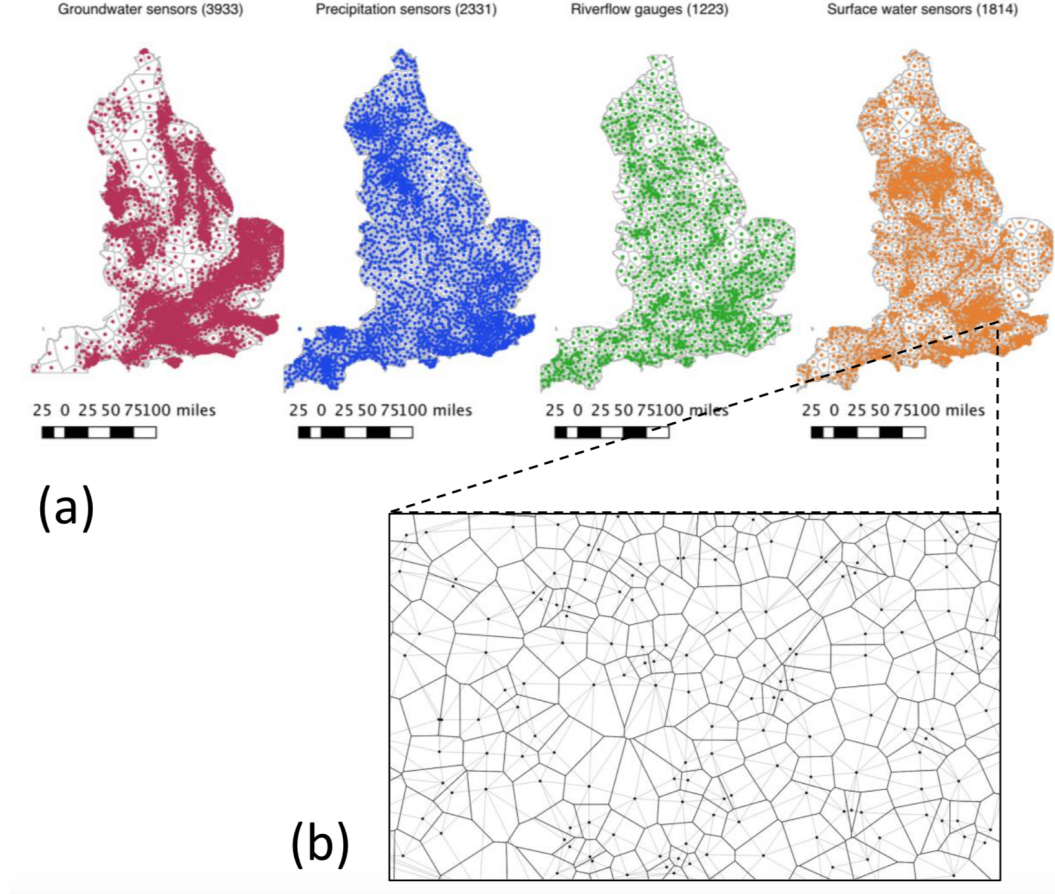 Groundwater sensors (3933) Precipitation sensors (2331) Riverflow gauges (1223) Surface water sensors (1814)
25 0 25 50 75100 miles 25 0 25 50 75100 miles 25 0 25 50 75100 miles 25 0 25 50 75100 miles
(a)
(b)